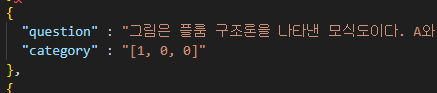 {
"question" : "그림은 플룸 구조론을 나타낸 모식도이다. A와
"category" : "[1, 0, 0]"
},
{